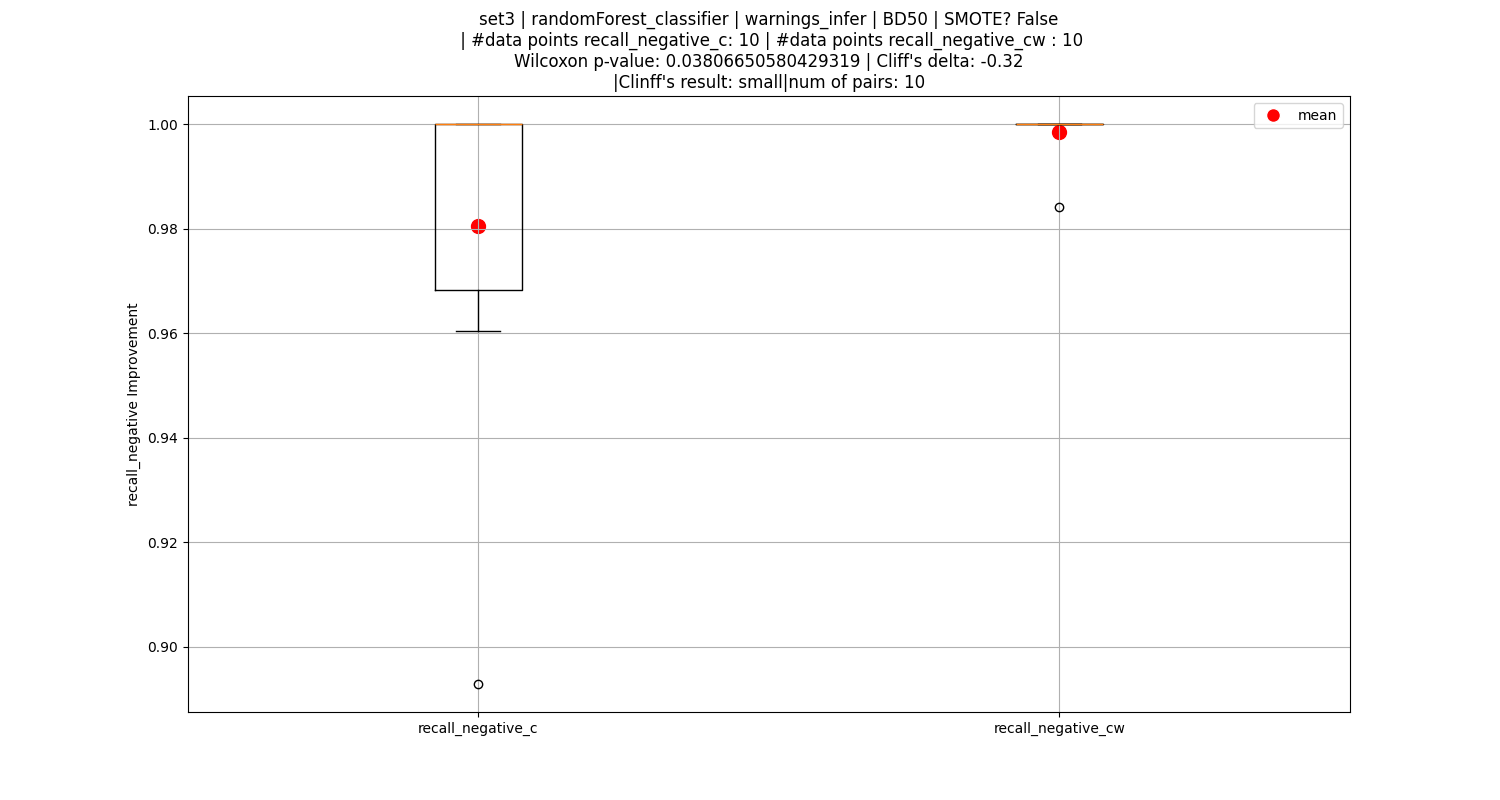 set3 | randomForest_classifier | warnings_infer | BD50 | SMOTE? False
| #data points recall_negative_c: 10 | #data points recall_negative_cw : 10
Wilcoxon p-value: 0.03806650580429319 | Cliff's delta: -0.32
|Clinff's result: small|num of pairs: 10
mean
1.00
0.98
0.96
0.94
0.92
0.90
recall_negative Improvement
recall_negative_c
recall_negative_cw